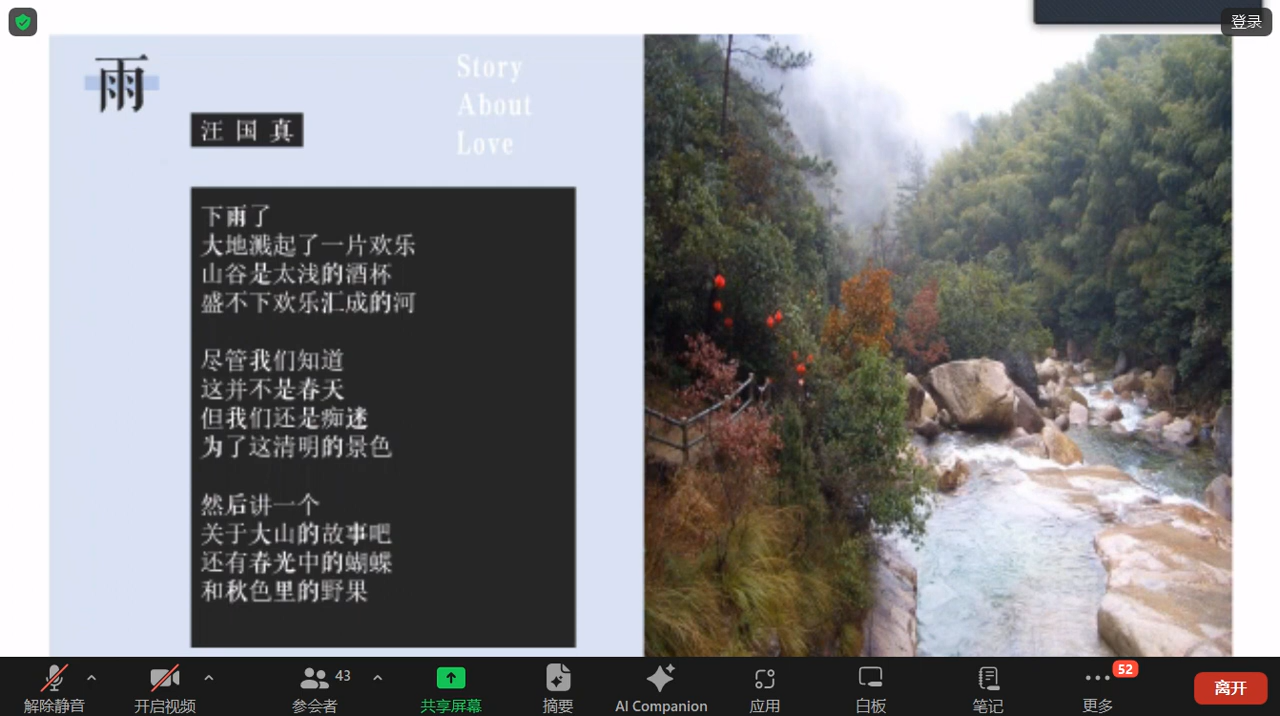 登录
雨
Story
About
Love
汪 国 真
下雨了
大地溅起了一片欢乐
山谷是太浅的酒杯
盛不下欢乐汇成的河
尽管我们知道
这并不是春天
但我们还是痴迷
为了这清明的景色
然后讲一个
关于大山的故事吧
还有春光中的蝴蝶
和秋色里的野果
解除静音
开启视频
43
参会者
共享屏幕
摘要
AI Companion
应用
白板
笔记
52
更多
离开